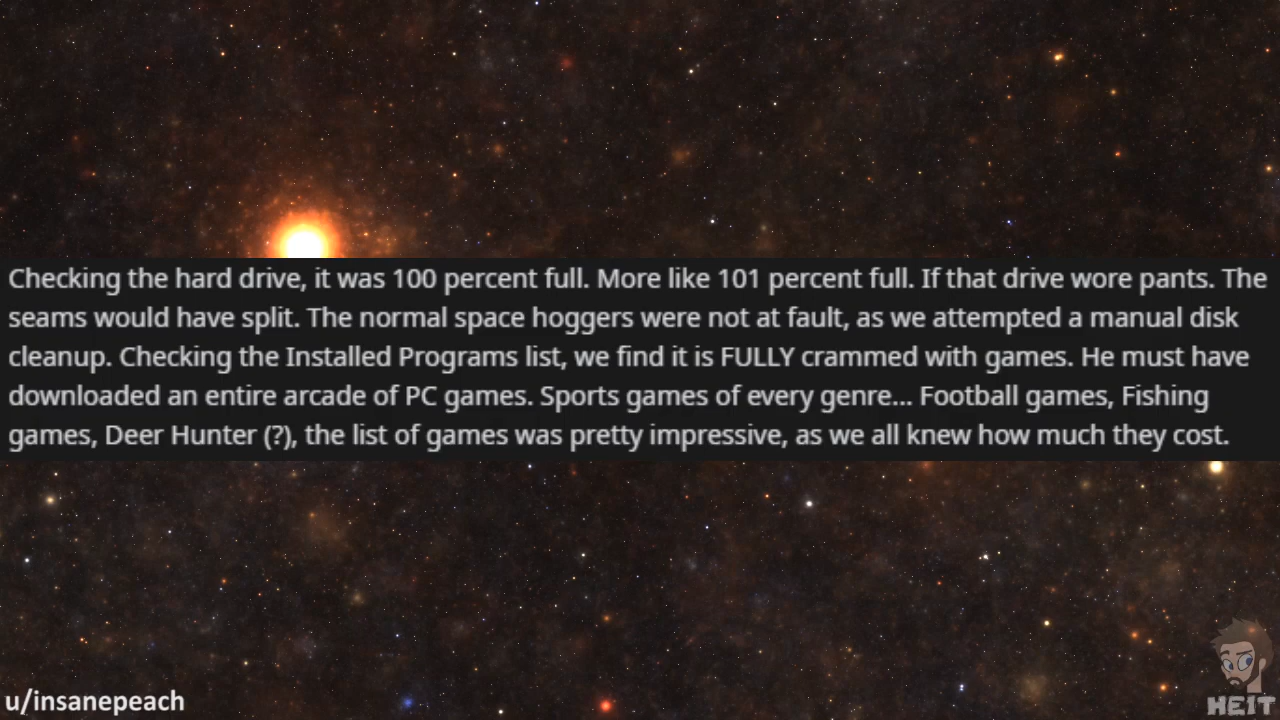 Checking the hard drive, it was 100 percent full. More like 101 percent full. If that drive wore pants. The
seams would have split. The normal space hoggers were not at fault, as we attempted a manual disk
cleanup. Checking the Installed Programs list, we find it is FULLY crammed with games. He must have
downloaded an entire arcade of PC games. Sports games of every genre... Football games, Fishing
games, Deer Hunter (?), the list of games was pretty impressive, as we all knew how much they cost.
u/insanepeach
HEIT